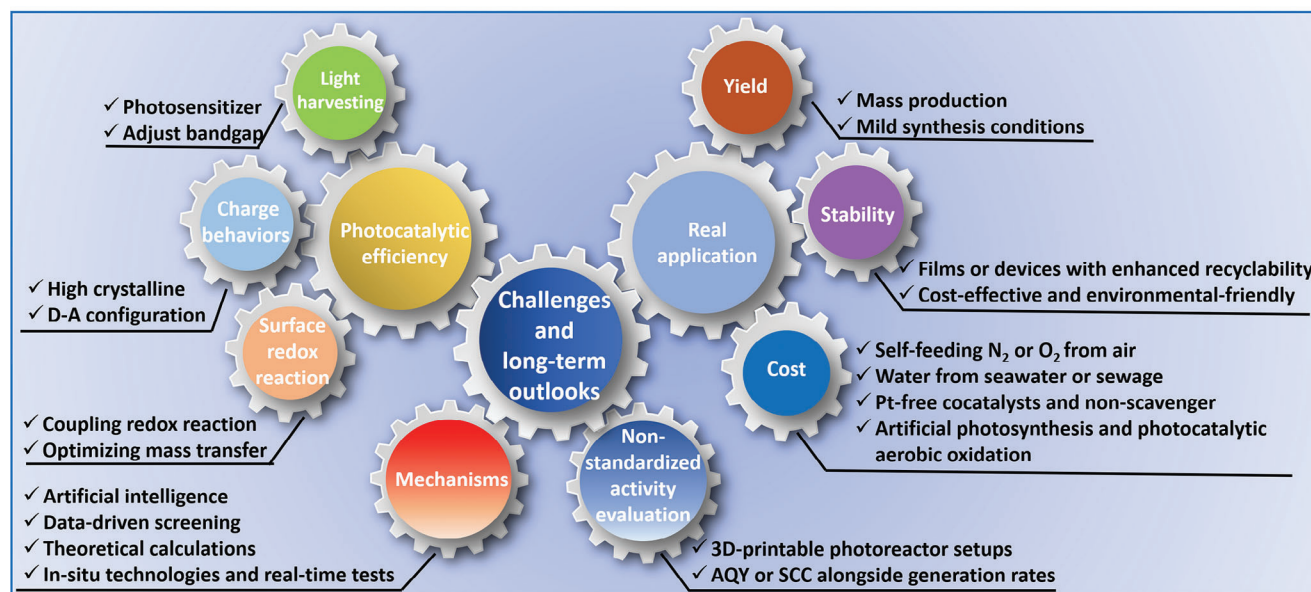 Light
harvesting
✓ Photosensitizer
✓ Adjust bandgap
Charge
behaviors
✓ High crystalline
✓ D-A configuration
Surface
redox
reaction
✓ Coupling redox reaction
✓ Optimizing mass transfer
Photocatalytic
efficiency
Challenges
and
long-term
outlooks
Mechanisms
✓ Artificial intelligence
✓ Data-driven screening
✓ Theoretical calculations
✓ In-situ technologies and real-time tests
Non-
standardized
activity
evaluation
✓ 3D-printable photoreactor setups
✓ AQY or SCC alongside generation rates
Real
application
Yield
✓ Mass production
✓ Mild synthesis conditions
Stability
✓ Films or devices with enhanced recyclability
✓ Cost-effective and environmental-friendly
Cost
✓ Self-feeding N₂ or O₂ from air
✓ Water from seawater or sewage
✓ Pt-free cocatalysts and non-scavenger
✓ Artificial photosynthesis and photocatalytic
aerobic oxidation